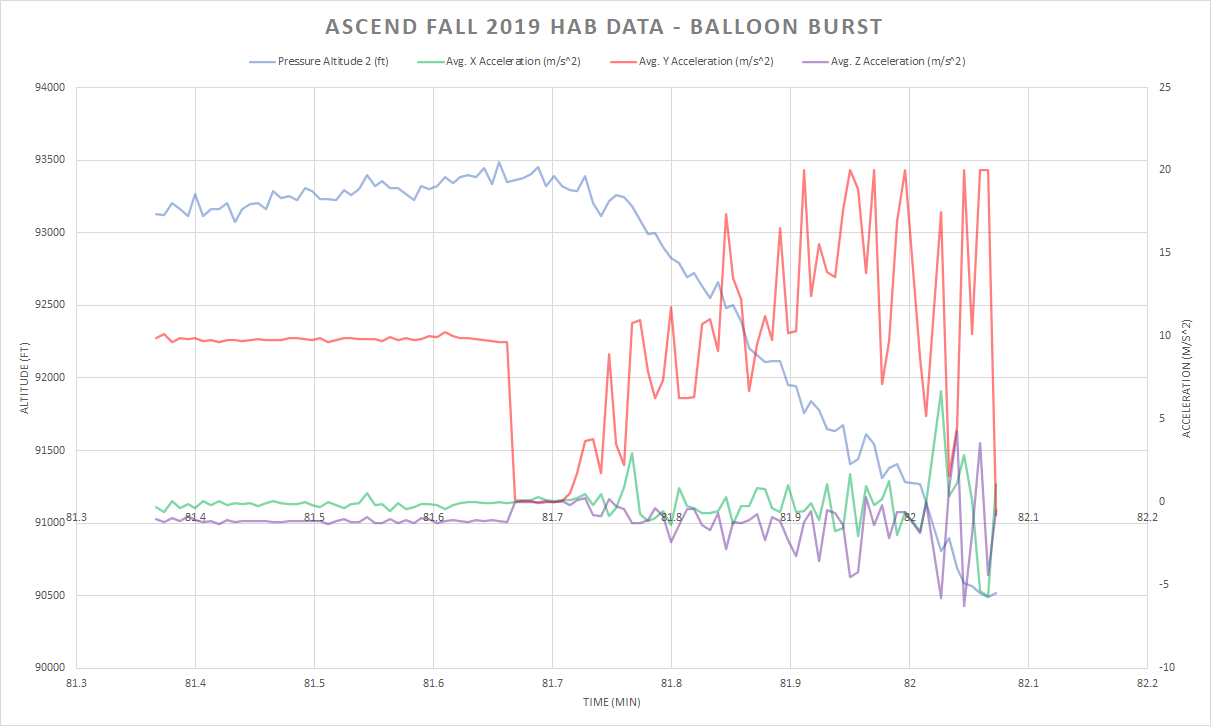 ASCEND FALL 2019 HAB DATA - BALLOON BURST
Pressure Altitude 2 (ft) Avg. X Acceleration (m/s^2) Avg. Y Acceleration (m/s^2) Avg. Z Acceleration (m/s^2)
94000 25
93500 20
93000 15
92500 10
92000
ALTITUDE (FT) ACCELERATION (M/S^2)
5
91500
0
91000
81.3 81.4 81.5 81.6 81.7 81.8 81.9 82 82.1 82.2
-5
90500
90000 -10
81.3 81.4 81.5 81.6 81.7 81.8 81.9 82 82.1 82.2
TIME (MIN)